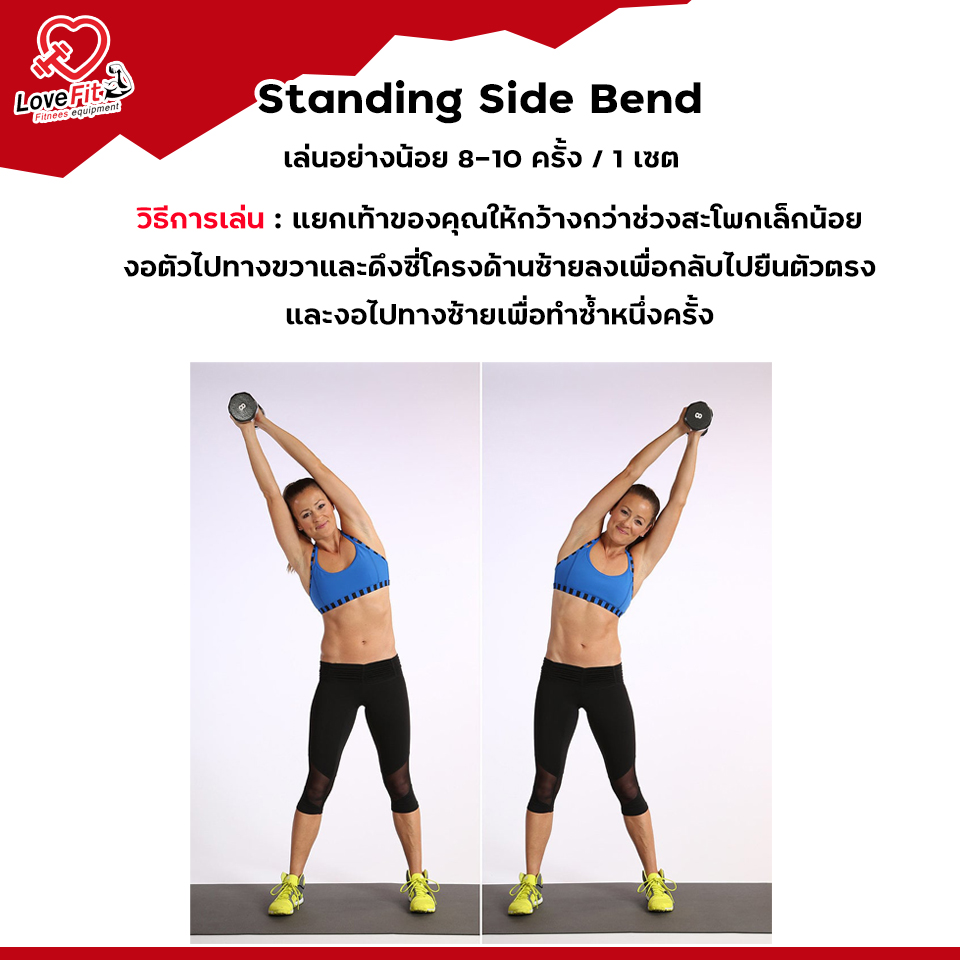 LoveFit
Fitnees equipment
Standing Side Bend
เล่นอย่างน้อย 8-10 ครั้ง / 1 เซต
วิธีการเล่น : แยกเท้าของคุณให้กว้างกว่าช่วงสะโพกเล็กน้อย
งอตัวไปทางขวาและดึงซี่โครงด้านซ้ายลงเพื่อกลับไปยืนตัวตรง
และงอไปทางซ้ายเพื่อทำซ้ำหนึ่งครั้ง
8
8